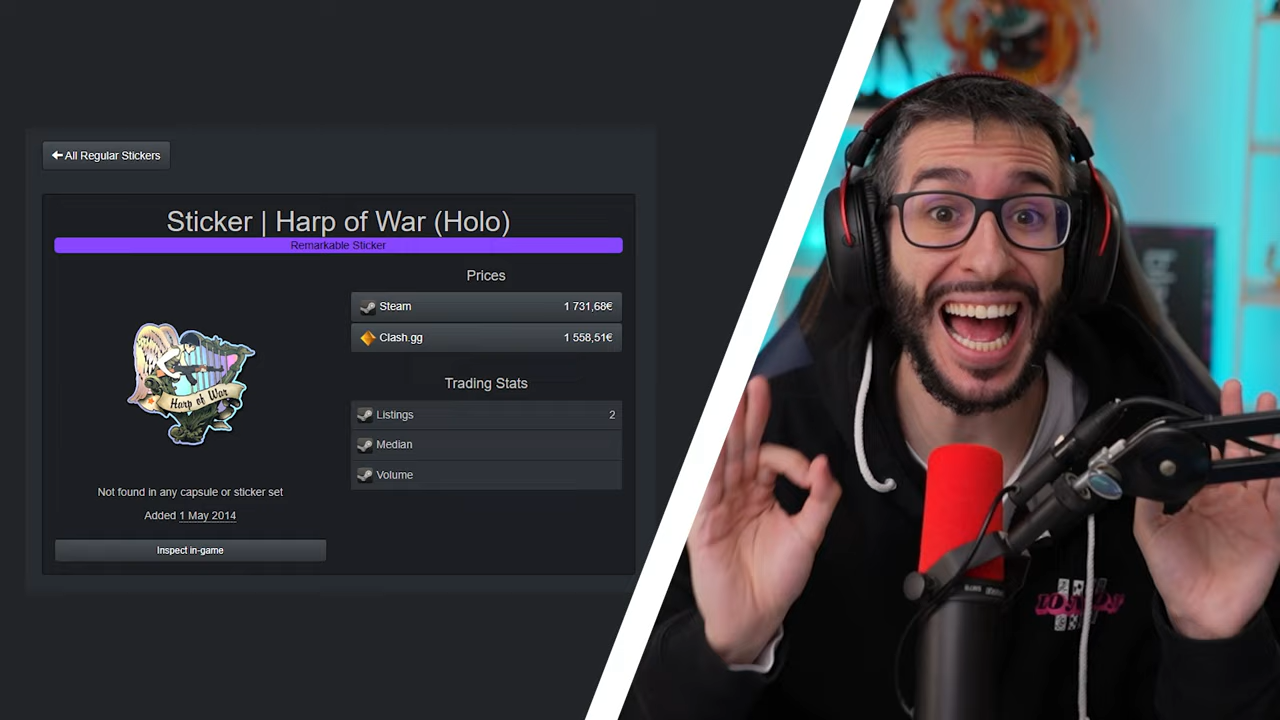 All Regular Stickers
Sticker | Harp of War (Holo)
Remarkable Sticker
Prices
Steam 1 731,68€
Clash.gg 1 558,51€
Trading Stats
Listings 2
Median
Volume
Harp of War
Not found in any capsule or sticker set
Added 1 May 2014
Inspect in-game